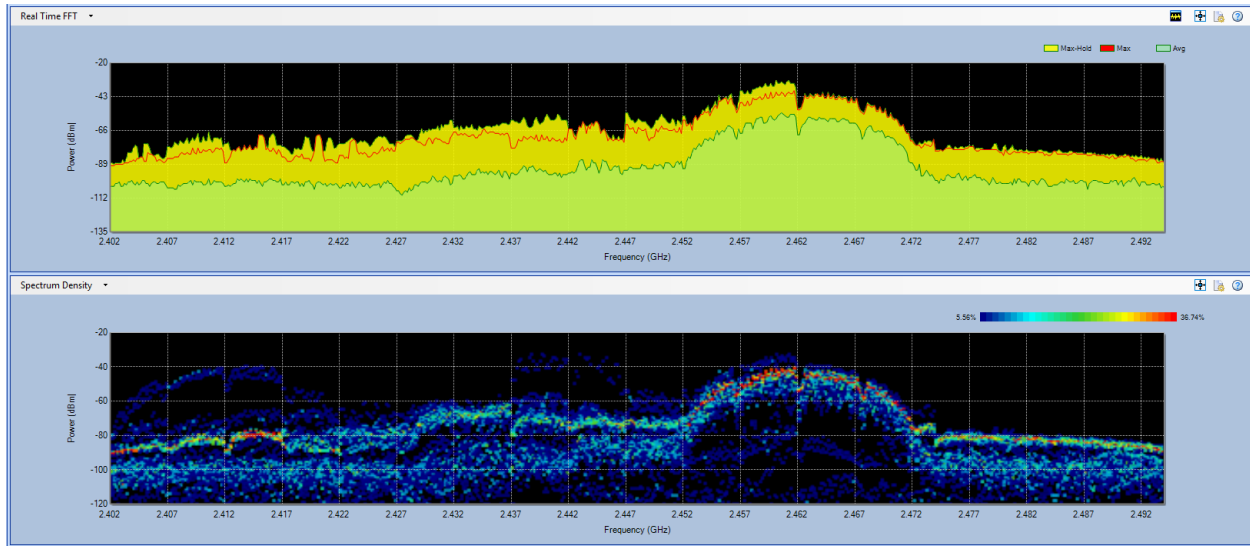 Real Time FFT
Max-Hold Max Avg
-20
-43
-66
-89
-112
-135
Power (dBm)
2.402 2.407 2.412 2.417 2.422 2.427 2.432 2.437 2.442 2.447 2.452 2.457 2.462 2.467 2.472 2.477 2.482 2.487 2.492
Frequency (GHz)
Spectrum Density
5.56% 36.74%
-20
-40
-60
-80
-100
-120
Power (dBm)
2.402 2.407 2.412 2.417 2.422 2.427 2.432 2.437 2.442 2.447 2.452 2.457 2.462 2.467 2.472 2.477 2.482 2.487 2.492
Frequency (GHz)